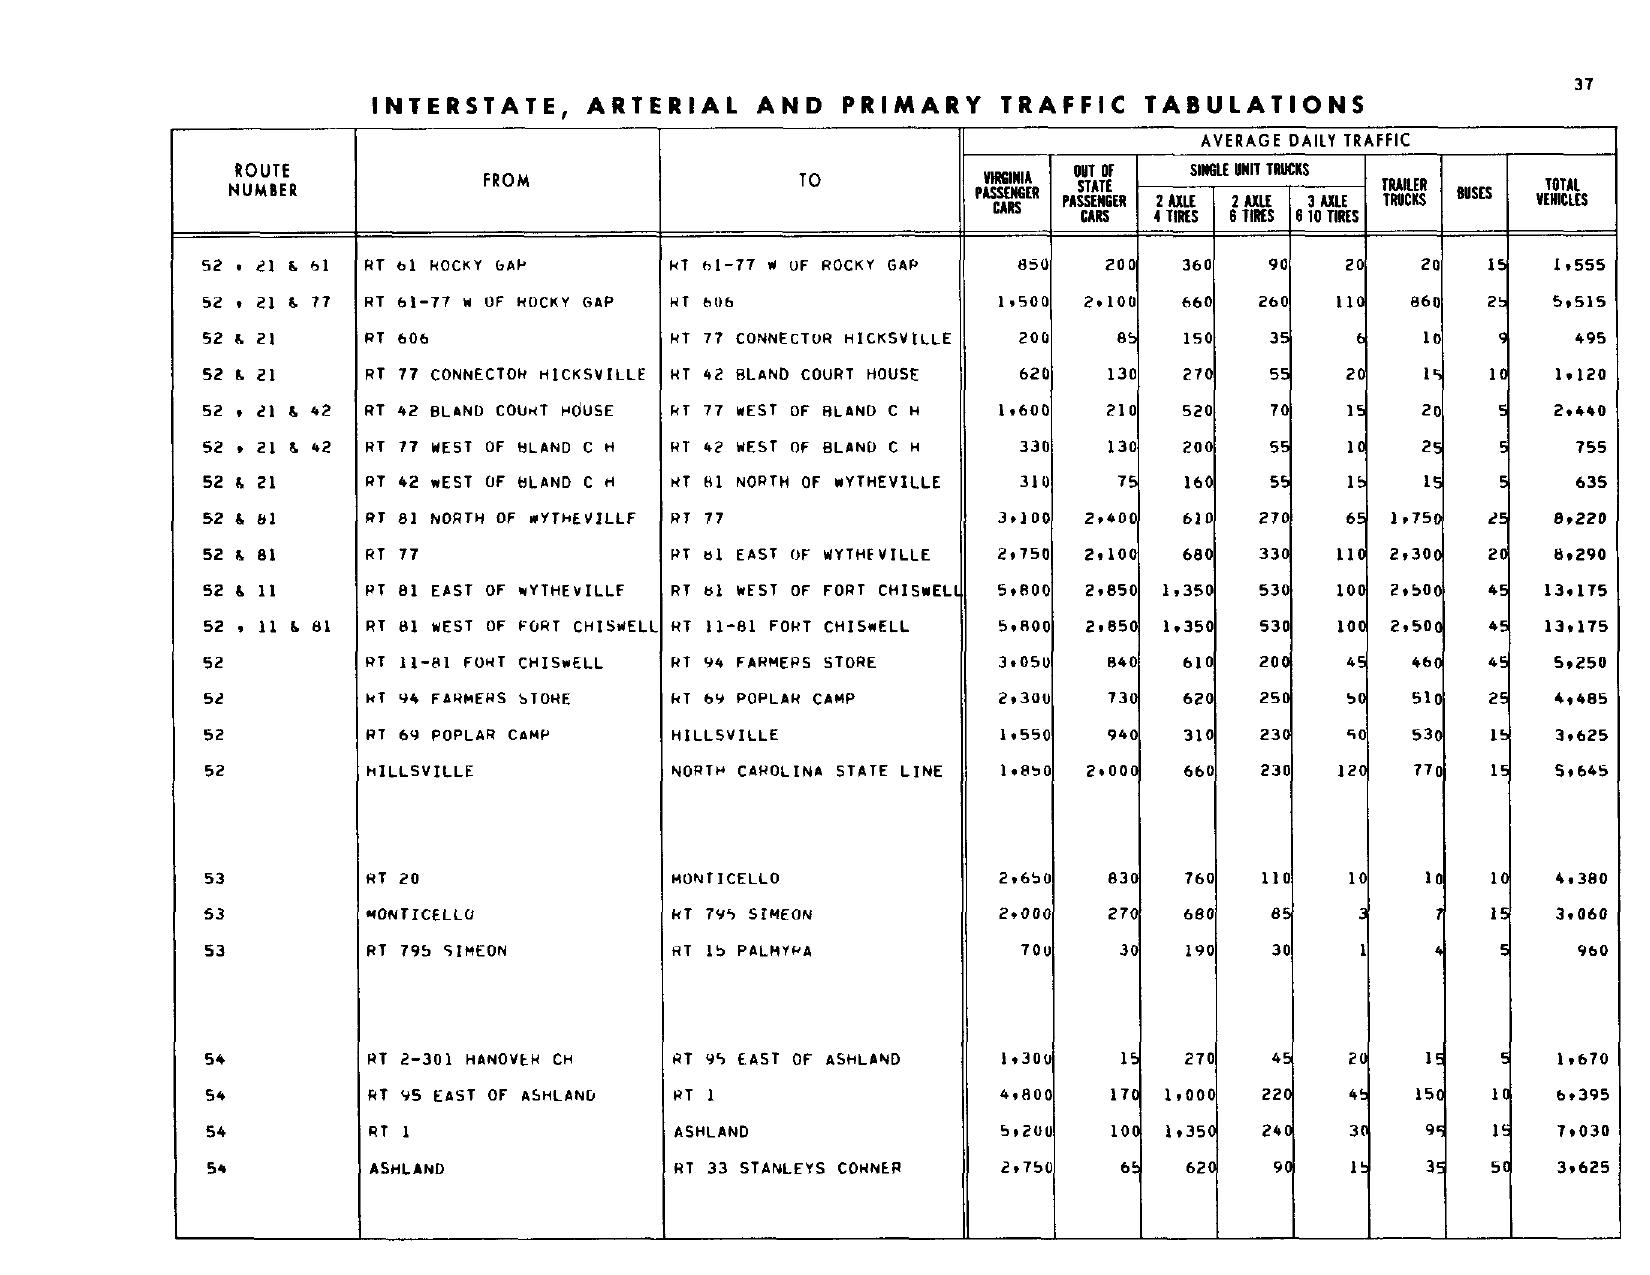 37
INTERSTATE, ARTERIAL AND PRIMARY TRAFFIC TABULATIONS
ROUTE NUMBER FROM TO AVERAGE DAILY TRAFFIC
VIRGINIA PASSENGER CARS OUT OF STATE PASSENGER CARS SINGLE UNIT TRUCKS 2 AXLE 4 TIRES 2 AXLE 6 TIRES 3 AXLE 6 10 TIRES TRAILER TRUCKS BUSES TOTAL VEHICLES
52 , 21 & 61 RT 61 ROCKY GAP RT 61-77 W OF ROCKY GAP 850 200 360 90 20 20 15 1,555
52 , 21 & 77 RT 61-77 W OF ROCKY GAP RT 606 1,500 2,100 660 260 110 860 25 5,515
52 & 21 RT 606 RT 77 CONNECTOR HICKSVILLE 200 85 150 35 6 10 9 495
52 & 21 RT 77 CONNECTOR HICKSVILLE RT 42 BLAND COURT HOUSE 620 130 270 55 20 15 10 1,120
52 , 21 & 42 RT 42 BLAND COURT HOUSE RT 77 WEST OF BLAND C H 1,600 210 520 70 15 20 5 2,440
52 , 21 & 42 RT 77 WEST OF BLAND C H RT 42 WEST OF BLAND C H 330 130 200 55 10 25 5 755
52 & 21 RT 42 WEST OF BLAND C H RT 81 NORTH OF WYTHEVILLE 310 75 160 55 15 15 5 635
52 & 81 RT 81 NORTH OF WYTHEVILLE RT 77 3,100 2,400 610 270 65 1,750 25 8,220
52 & 81 RT 77 RT 81 EAST OF WYTHEVILLE 2,750 2,100 680 330 110 2,300 20 8,290
52 & 11 RT 81 EAST OF WYTHEVILLE RT 81 WEST OF FORT CHISWELL 5,800 2,850 1,350 530 100 2,500 45 13,175
52 , 11 & 81 RT 81 WEST OF FORT CHISWELL RT 11-81 FORT CHISWELL 5,800 2,850 1,350 530 100 2,500 45 13,175
52 RT 11-81 FORT CHISWELL RT 94 FARMERS STORE 3,050 840 610 200 45 460 45 5,250
52 RT 94 FARMERS STORE RT 69 POPLAR CAMP 2,300 730 620 250 50 510 25 4,485
52 RT 69 POPLAR CAMP HILLSVILLE 1,550 940 310 230 50 530 15 3,625
52 HILLSVILLE NORTH CAROLINA STATE LINE 1,850 2,000 660 230 120 770 15 5,645
53 RT 20 MONTICELLO 2,650 830 760 110 10 10 10 4,380
53 MONTICELLO RT 795 SIMEON 2,000 270 680 85 3 7 15 3,060
53 RT 795 SIMEON RT 15 PALMYRA 700 30 190 30 1 4 5 960
54 RT 2-301 HANOVER CH RT 95 EAST OF ASHLAND 1,300 15 270 45 20 15 5 1,670
54 RT 95 EAST OF ASHLAND RT 1 4,800 170 1,000 220 45 150 10 6,395
54 RT 1 ASHLAND 5,200 100 1,350 240 30 95 15 7,030
54 ASHLAND RT 33 STANLEYS CORNER 2,750 65 620 90 15 35 50 3,625